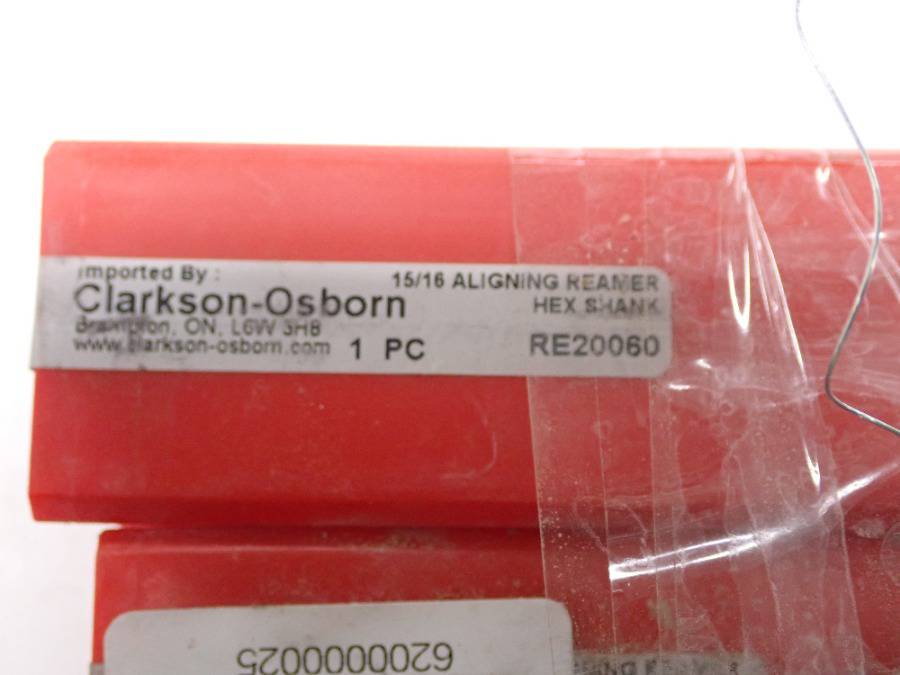 Imported By :
Clarkson-Osborn
Brampton, ON, L6W 3H8
www.clarkson-osborn.com 1 PC
15/16 ALIGNING REAMER
HEX SHANK
RE20060
6200000025